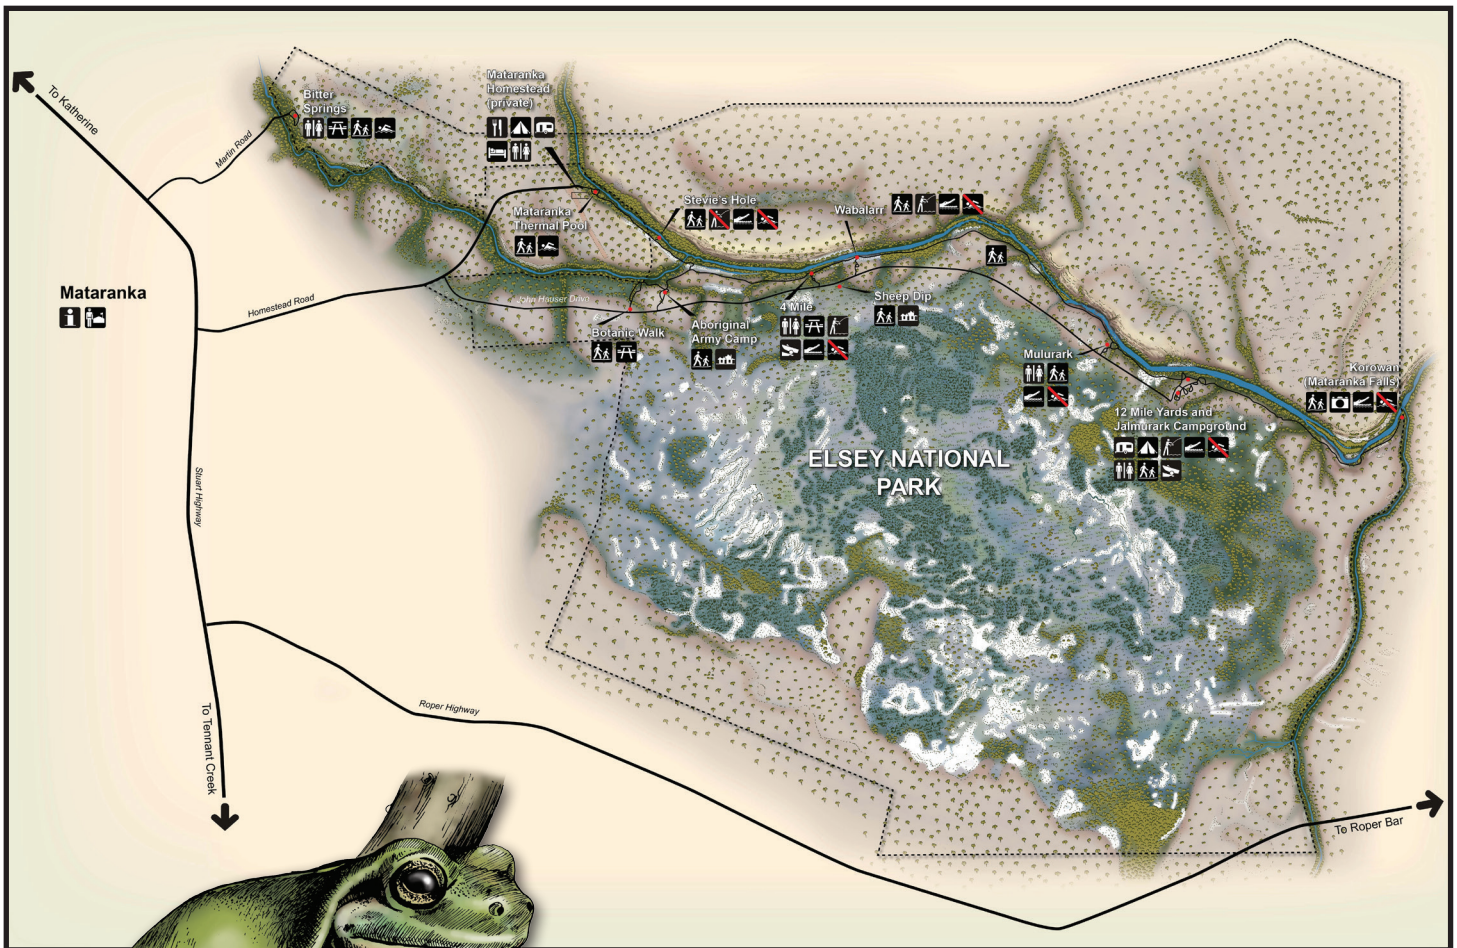 To Katherine
Martin Road
Bitter
Springs
Mataranka
Homestead
(private)
Mataranka
Thermal Pool
Stevie's Hole
Wabalarr
Mataranka
Homestead Road
John Hauser Drive
Botanic Walk
Aboriginal
Army Camp
4 Mile
Sheep Dip
Mulurark
Korowan
(Mataranka Falls)
12 Mile Yards and
Jalmurark Campground
ELSEY NATIONAL
PARK
Stuart Highway
Roper Highway
To Tennant Creek
To Roper Bar